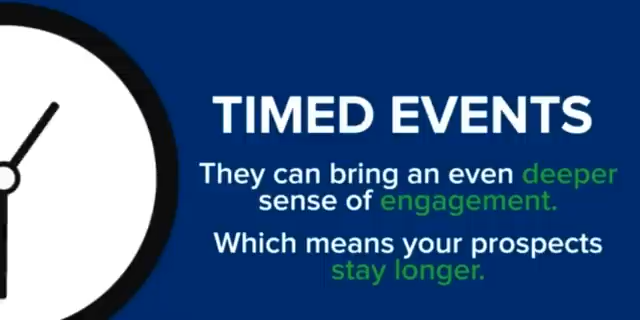 TIMED EVENTS
They can bring an even deeper
sense of engagement.
Which means your prospects
stay longer.